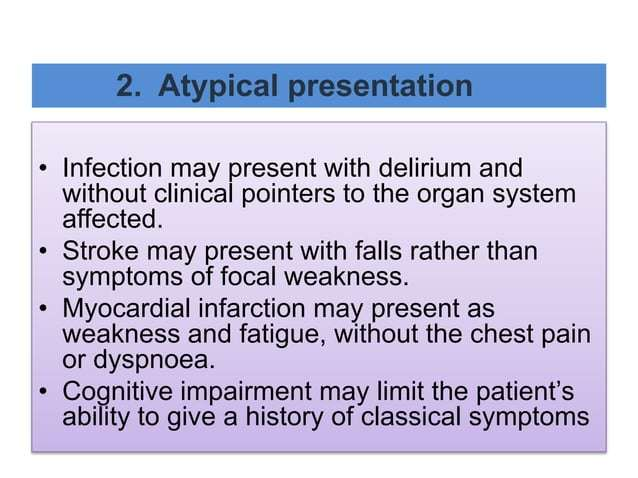 2.  Atypical presentation
• Infection may present with delirium and
without clinical pointers to the organ system
affected.
• Stroke may present with falls rather than
symptoms of focal weakness.
• Myocardial infarction may present as
weakness and fatigue, without the chest pain
or dyspnoea.
• Cognitive impairment may limit the patient’s
ability to give a history of classical symptoms